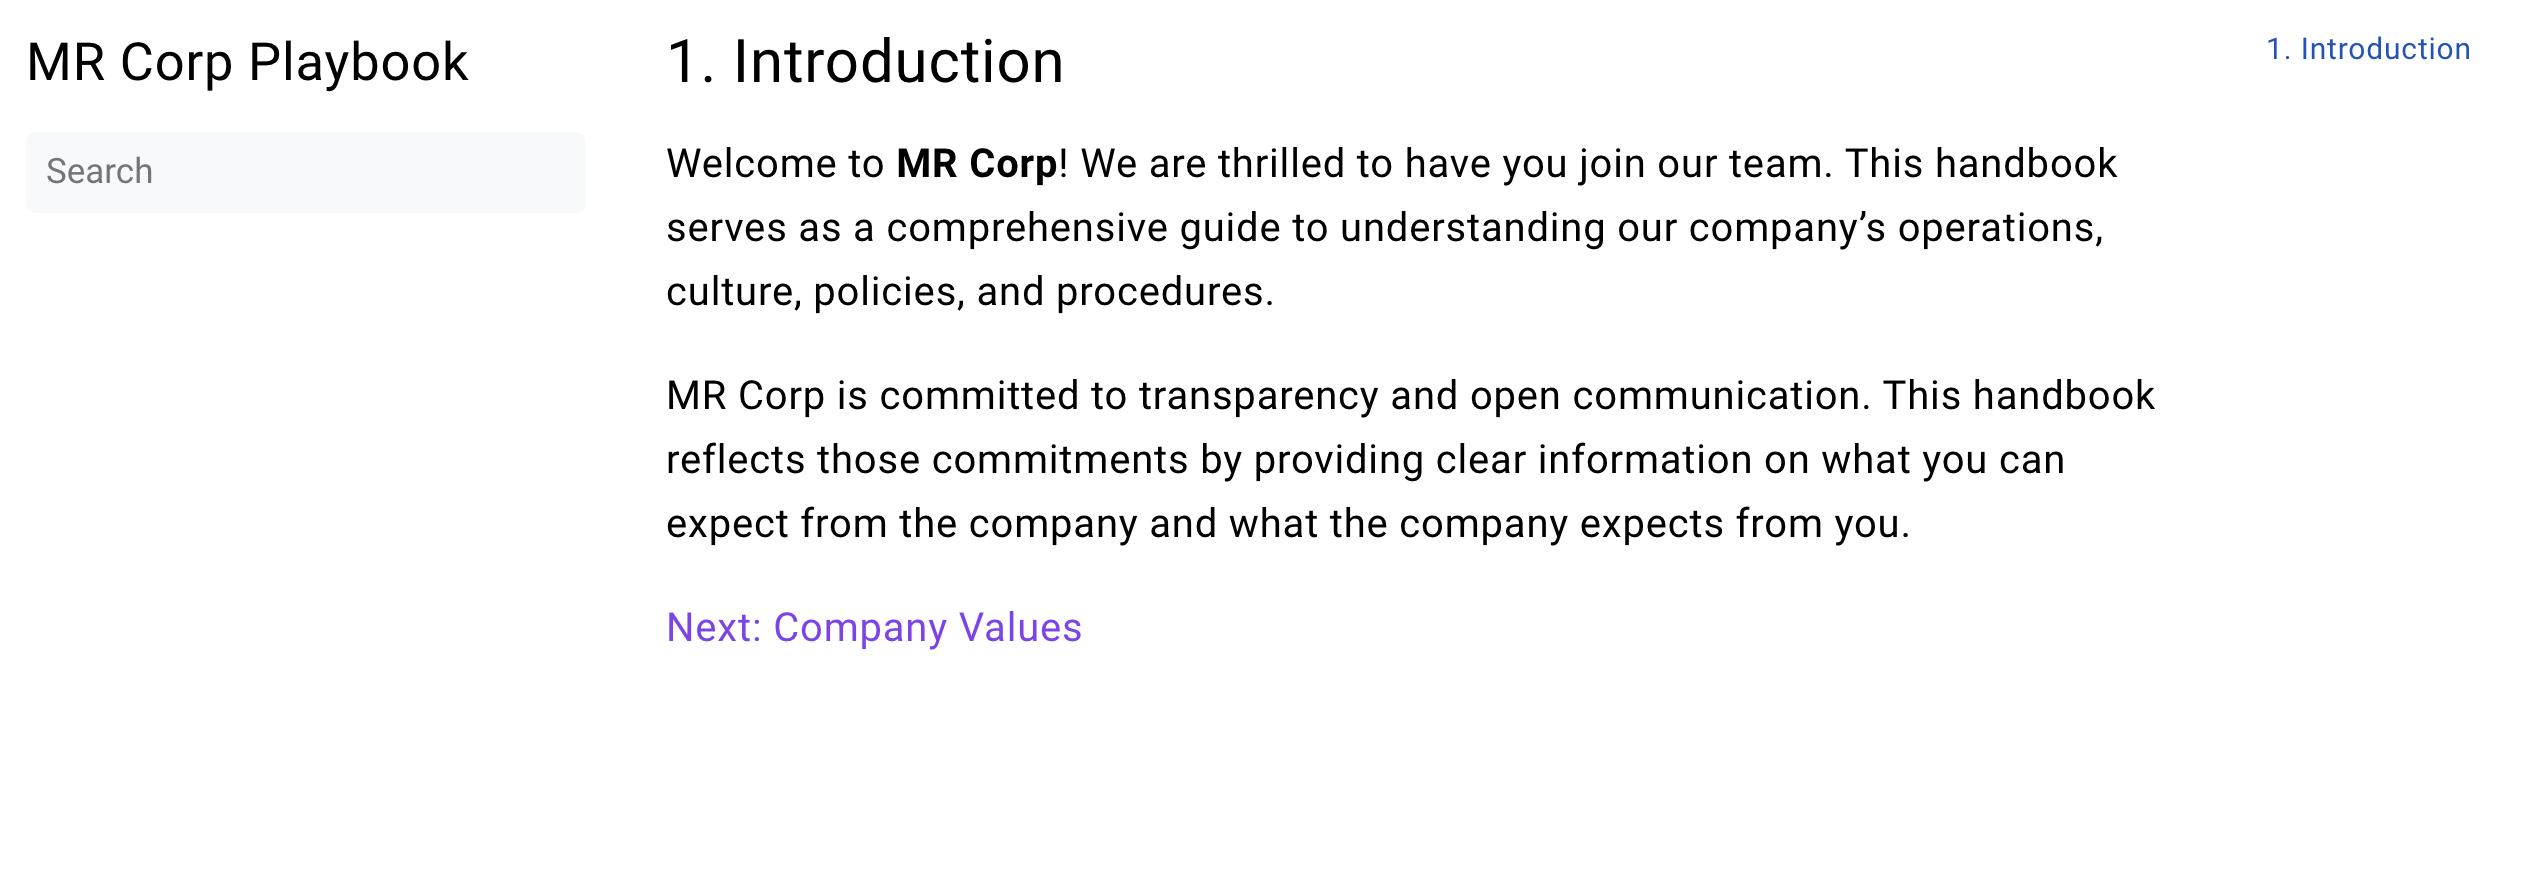 MR Corp Playbook
Search
1. Introduction
Welcome to MR Corp! We are thrilled to have you join our team. This handbook
serves as a comprehensive guide to understanding our company’s operations,
culture, policies, and procedures.
MR Corp is committed to transparency and open communication. This handbook
reflects those commitments by providing clear information on what you can
expect from the company and what the company expects from you.
Next: Company Values
1. Introduction